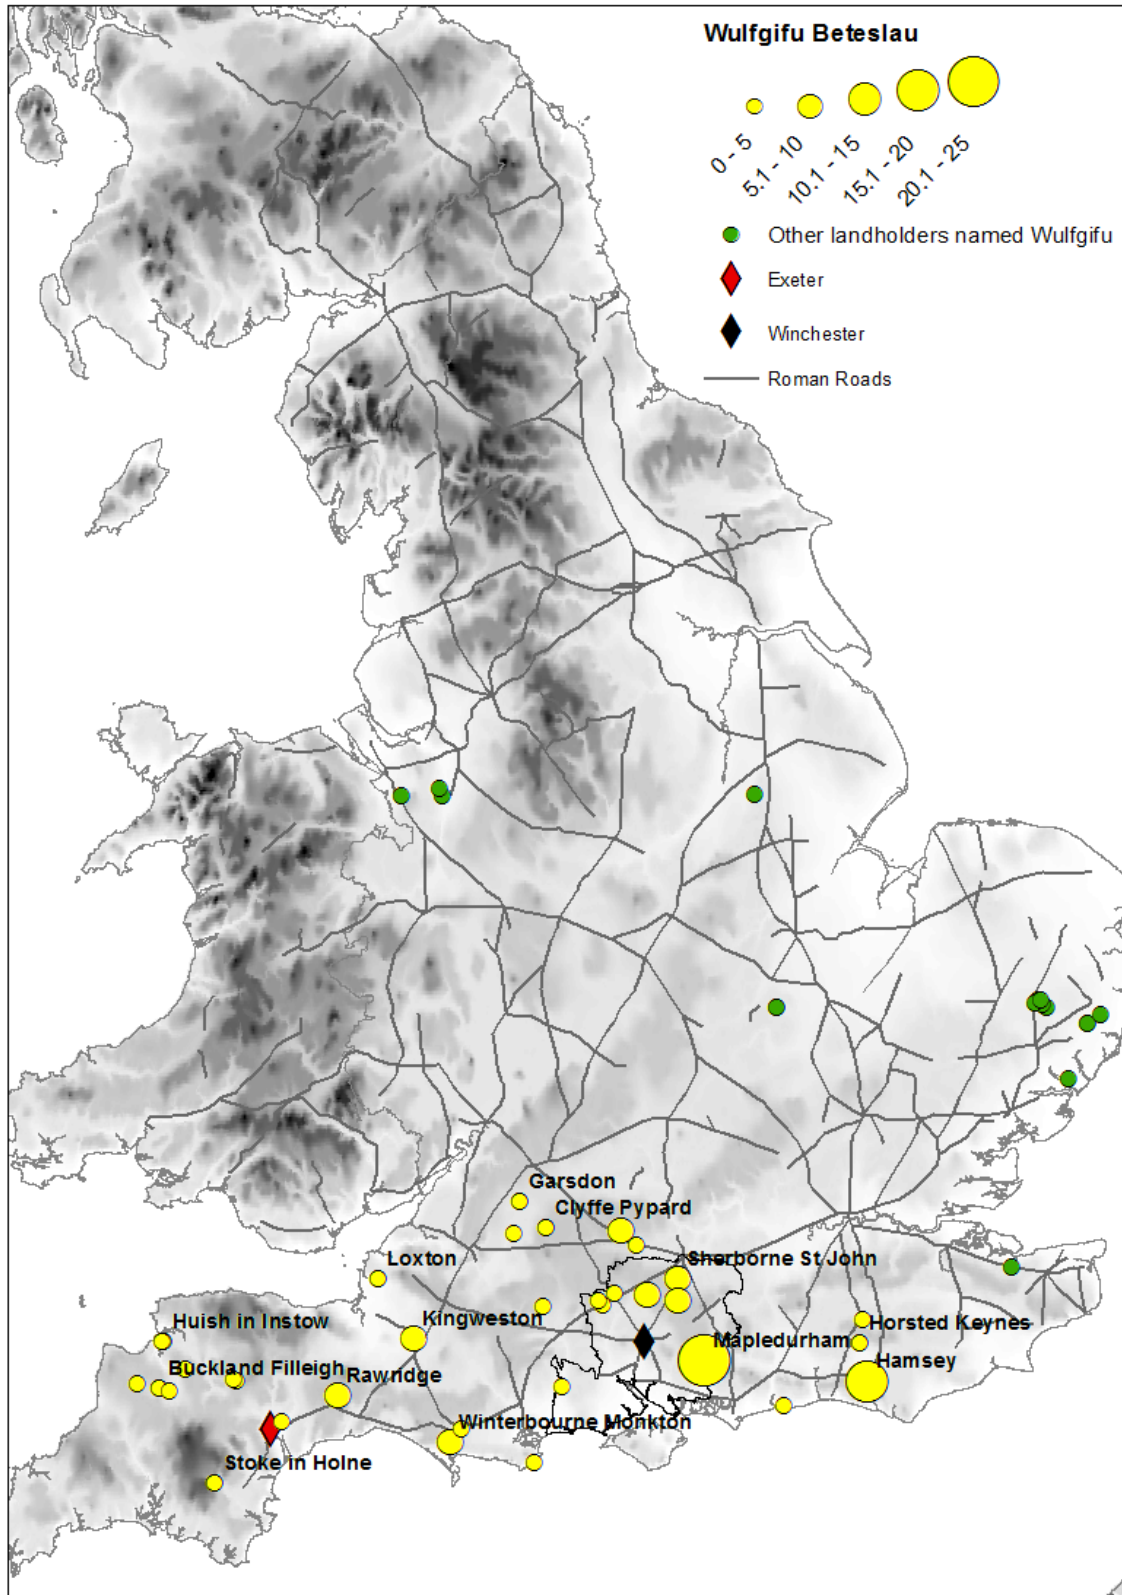 Wulfgifu Beteslau
0 - 5
5.1 - 10
10.1 - 15
15.1 - 20
20.1 - 25
Other landholders named Wulfgifu
Exeter
Winchester
Roman Roads
Garsdon
Clyffe Pypard
Loxton
Sherborne St John
Huish in Instow
Kingweston
Horsted Keynes
Mapledurham
Buckland Filleigh
Rawridge
Hamsey
Winterbourne Monkton
Stoke in Holne